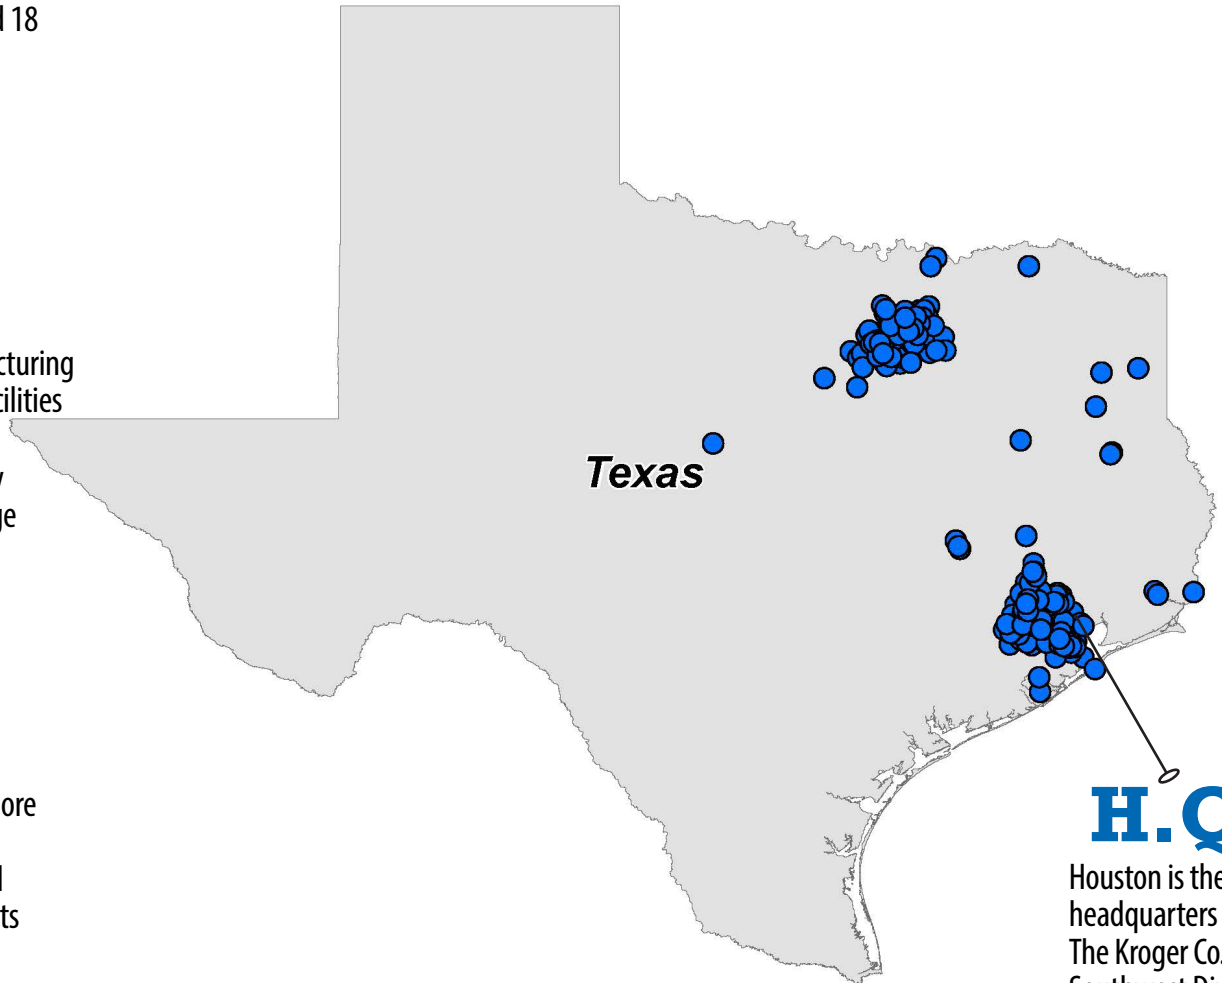 18
cturing
cilities
ge
Texas
ore
ts
H.Q
Houston is the
headquarters
The Kroger Co.